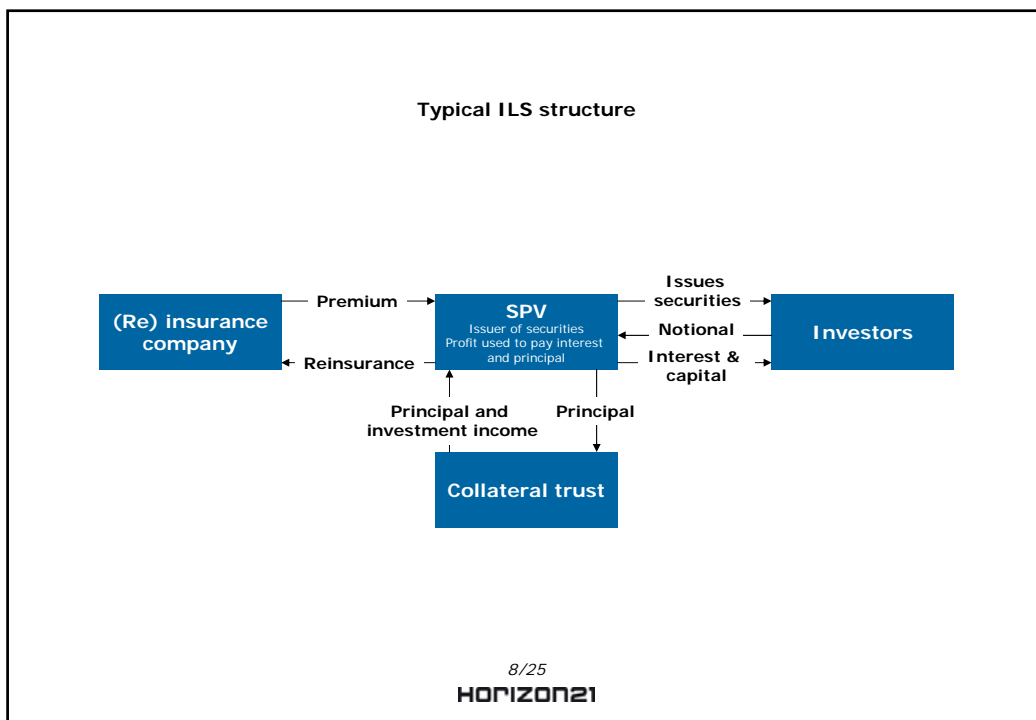 Typical ILS structure
(Re) insurance
company
Premium
Reinsurance
SPV
Issuer of securities
Profit used to pay interest
and principal
Issues
securities
Notional
Interest &
capital
Investors
Principal and
investment income
Principal
Collateral trust
8/25
HORIZON21